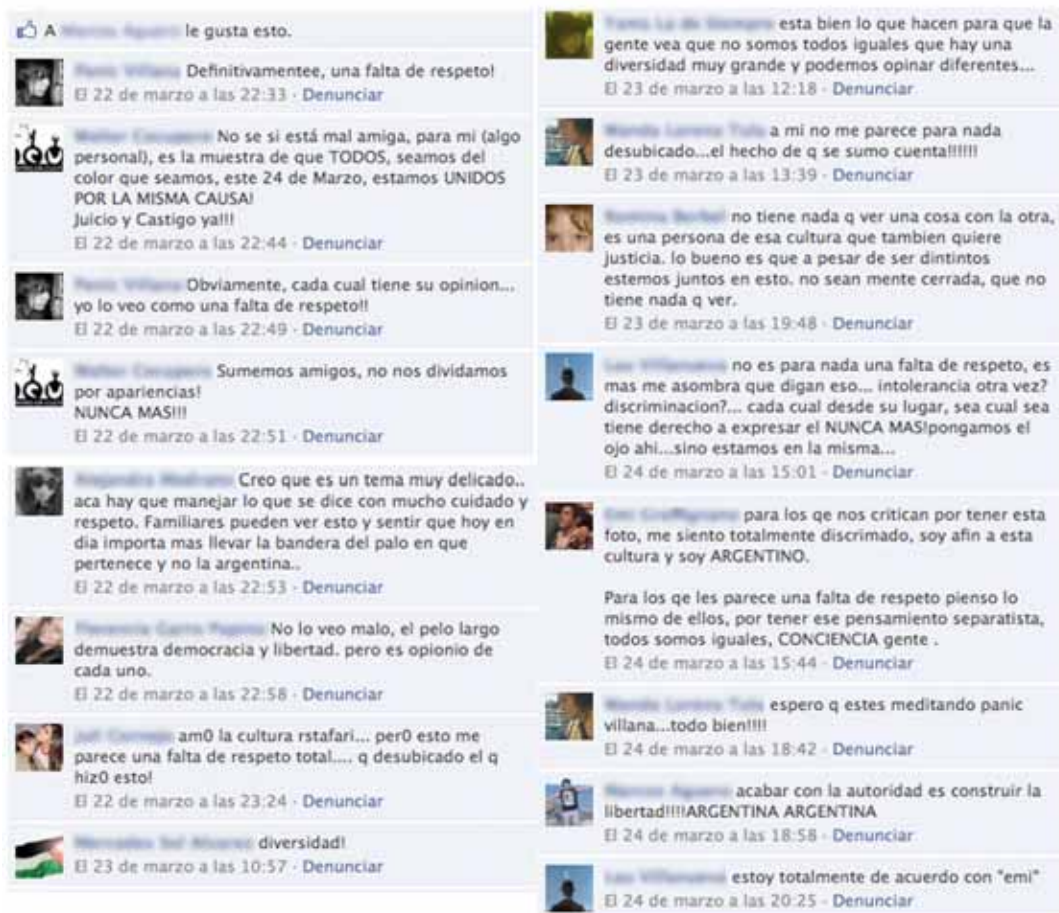 A le gusta esto.
Definitivamentee, una falta de respeto!
El 22 de marzo a las 22:33 · Denunciar
No se si está mal amiga, para mi (algo
personal), es la muestra de que TODOS, seamos del
color que seamos, este 24 de Marzo, estamos UNIDOS
POR LA MISMA CAUSA!
Juicio y Castigo ya!!!
El 22 de marzo a las 22:44 · Denunciar
Obviamente, cada cual tiene su opinion...
yo lo veo como una falta de respeto!!
El 22 de marzo a las 22:49 · Denunciar
Sumemos amigos, no nos dividamos
por apariencias!
NUNCA MAS!!!
El 22 de marzo a las 22:51 · Denunciar
Creo que es un tema muy delicado..
aca hay que manejar lo que se dice con mucho cuidado y
respeto. Familiares pueden ver esto y sentir que hoy en
dia importa mas llevar la bandera del palo en que
pertenece y no la argentina..
El 22 de marzo a las 22:53 · Denunciar
No lo veo malo, el pelo largo
demuestra democracia y libertad. pero es opionio de
cada uno.
El 22 de marzo a las 22:58 · Denunciar
am0 la cultura rstafari... per0 esto me
parece una falta de respeto total.... q desubicado el q
hiz0 esto!
El 22 de marzo a las 23:24 · Denunciar
diversidad!
El 23 de marzo a las 10:57 · Denunciar
esta bien lo que hacen para que la
gente vea que no somos todos iguales que hay una
diversidad muy grande y podemos opinar diferentes...
El 23 de marzo a las 12:18 · Denunciar
a mi no me parece para nada
desubicado...el hecho de q se sumo cuenta!!!!!!
El 23 de marzo a las 13:39 · Denunciar
no tiene nada q ver una cosa con la otra,
es una persona de esa cultura que tambien quiere
justicia. lo bueno es que a pesar de ser dintintos
estemos juntos en esto. no sean mente cerrada, que no
tiene nada q ver.
El 23 de marzo a las 19:48 · Denunciar
no es para nada una falta de respeto, es
mas me asombra que digan eso... intolerancia otra vez?
discriminacion?... cada cual desde su lugar, sea cual sea
tiene derecho a expresar el NUNCA MAS!pongamos el
ojo ahi...sino estamos en la misma...
El 24 de marzo a las 15:01 · Denunciar
para los qe nos critican por tener esta
foto, me siento totalmente discrimado, soy afin a esta
cultura y soy ARGENTINO.
Para los qe les parece una falta de respeto pienso lo
mismo de ellos, por tener ese pensamiento separatista,
todos somos iguales, CONCIENCIA gente .
El 24 de marzo a las 15:44 · Denunciar
espero q estes meditando panic
villana...todo bien!!!!
El 24 de marzo a las 18:42 · Denunciar
acabar con la autoridad es construir la
libertad!!!!ARGENTINA ARGENTINA
El 24 de marzo a las 18:58 · Denunciar
estoy totalmente de acuerdo con "emi"
El 24 de marzo a las 20:25 · Denunciar